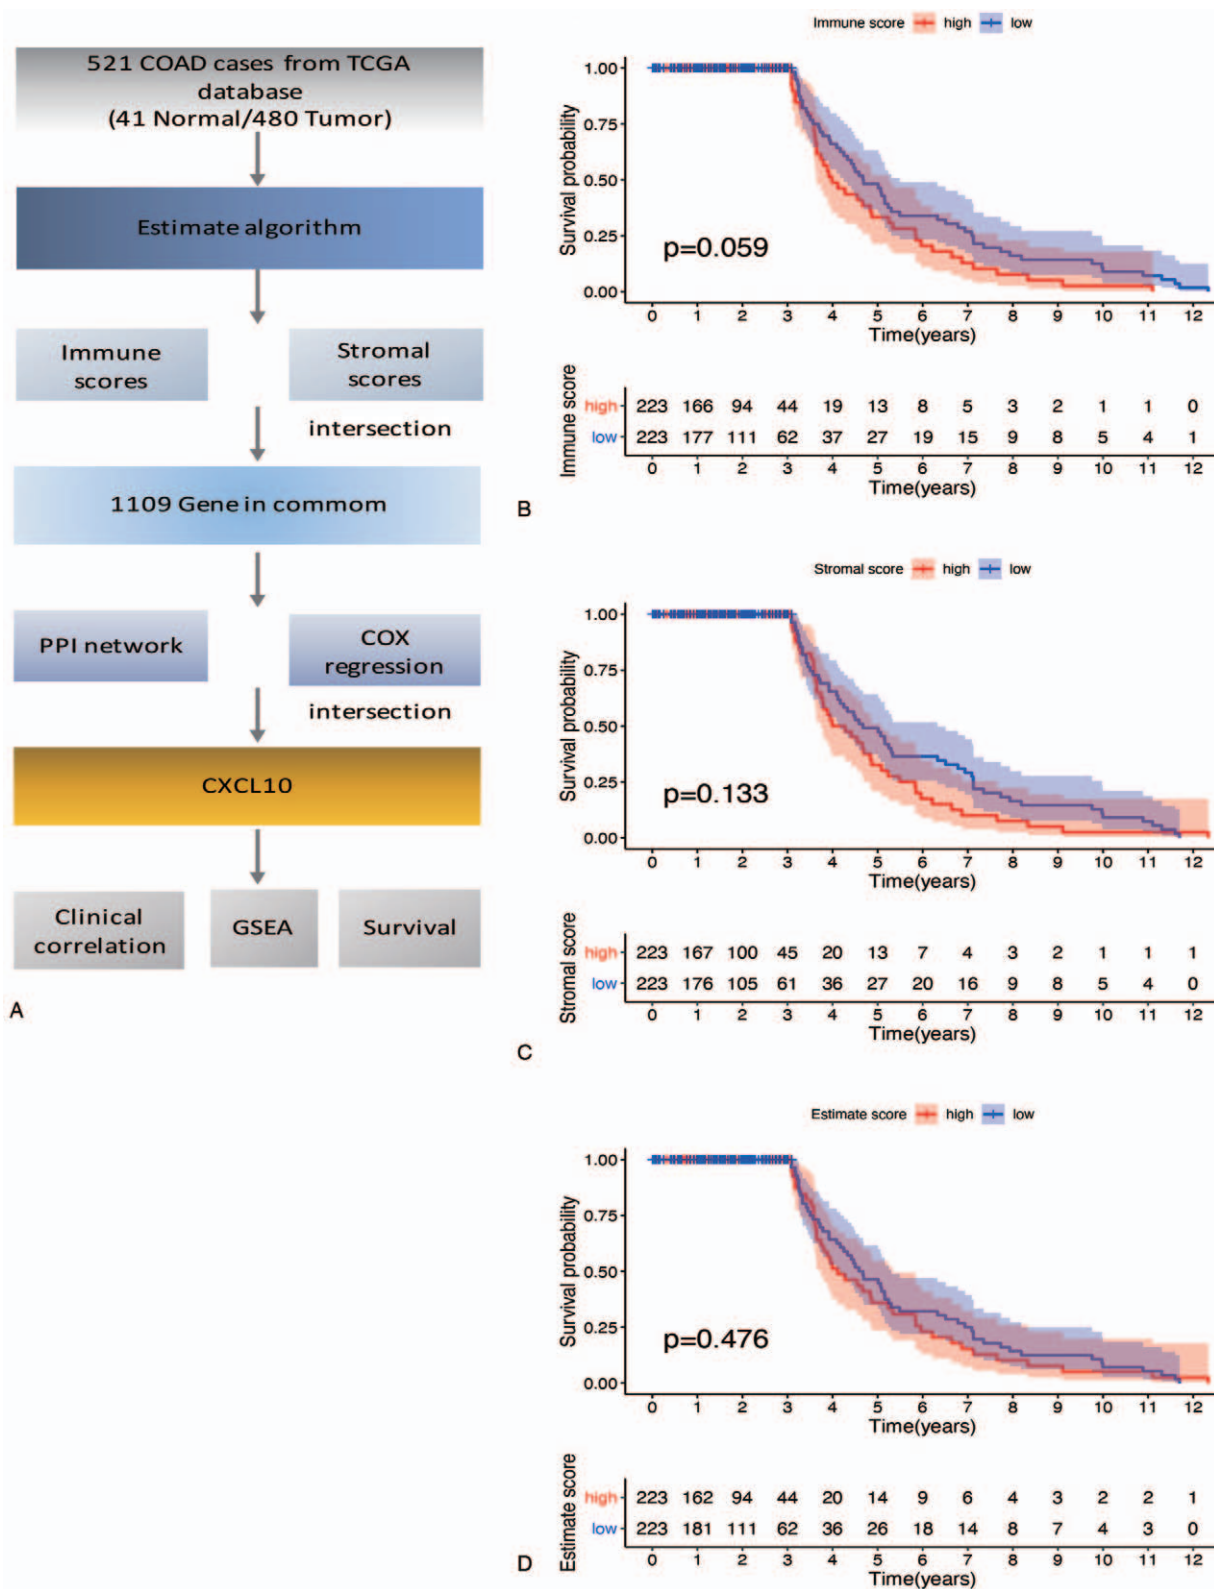 521 COAD cases from TCGA
database
(41 Normal/480 Tumor)
Estimate algorithm
Immune
scores
Stromal
scores
intersection
1109 Gene in commom
PPI network
COX
regression
intersection
CXCL10
Clinical
correlation
GSEA
Survival
A
Immune score high low
Survival probability
1.00
0.75
0.50
0.25
0.00
p=0.059
0 1 2 3 4 5 6 7 8 9 10 11 12
Time(years)
Immune score
high 223 166 94 44 19 13 8 5 3 2 1 1 0
low 223 177 111 62 37 27 19 15 9 8 5 4 1
0 1 2 3 4 5 6 7 8 9 10 11 12
Time(years)
B
Stromal score high low
Survival probability
1.00
0.75
0.50
0.25
0.00
p=0.133
0 1 2 3 4 5 6 7 8 9 10 11 12
Time(years)
Stromal score
high 223 167 100 45 20 13 7 4 3 2 1 1 1
low 223 176 105 61 36 27 20 16 9 8 5 4 0
0 1 2 3 4 5 6 7 8 9 10 11 12
Time(years)
C
Estimate score high low
Survival probability
1.00
0.75
0.50
0.25
0.00
p=0.476
0 1 2 3 4 5 6 7 8 9 10 11 12
Time(years)
Estimate score
high 223 162 94 44 20 14 9 6 4 3 2 2 1
low 223 181 111 62 36 26 18 14 8 7 4 3 0
0 1 2 3 4 5 6 7 8 9 10 11 12
Time(years)
D